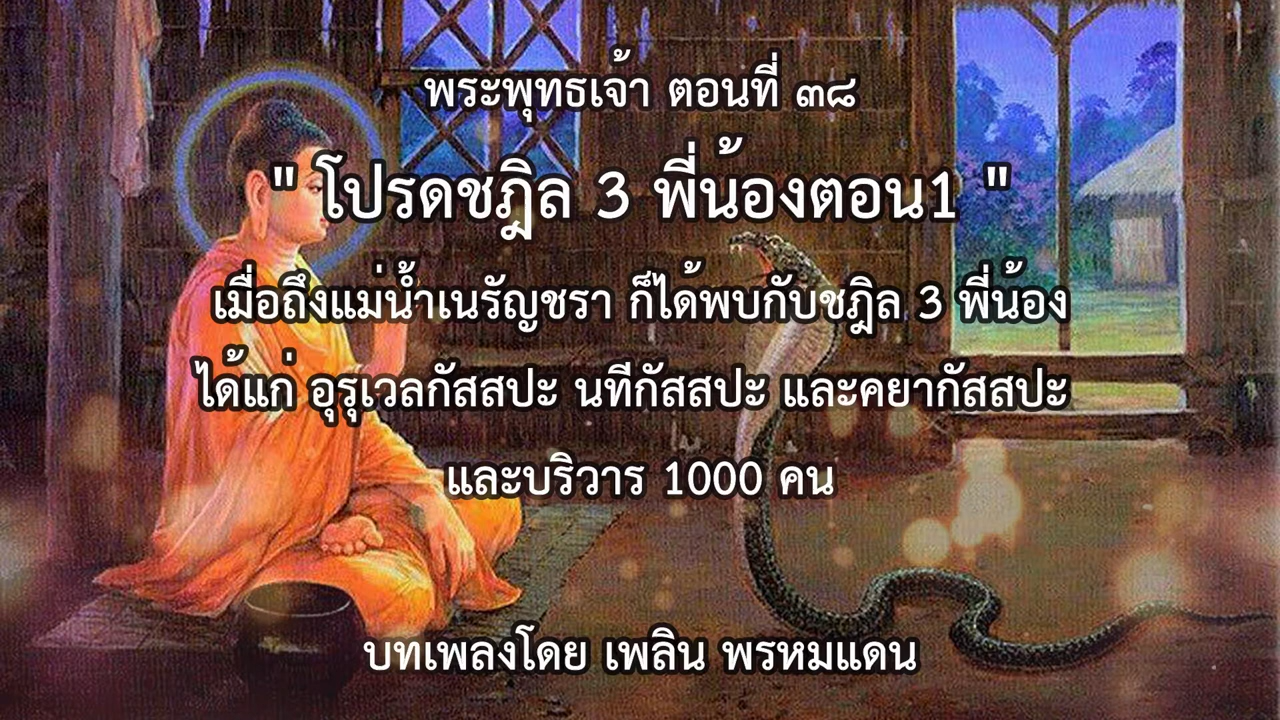 พระพุทธเจ้า ตอนที่ ๓๘
" โปรดชฎิล 3 พี่น้องตอน1 "
เมื่อถึงแม่น้ำเนรัญชรา ก็ได้พบกับชฎิล 3 พี่น้อง
ได้แก่ อุรุเวลกัสสปะ นทีกัสสปะ และคยากัสสปะ
และบริวาร 1000 คน
บทเพลงโดย เพลิน พรหมแดน